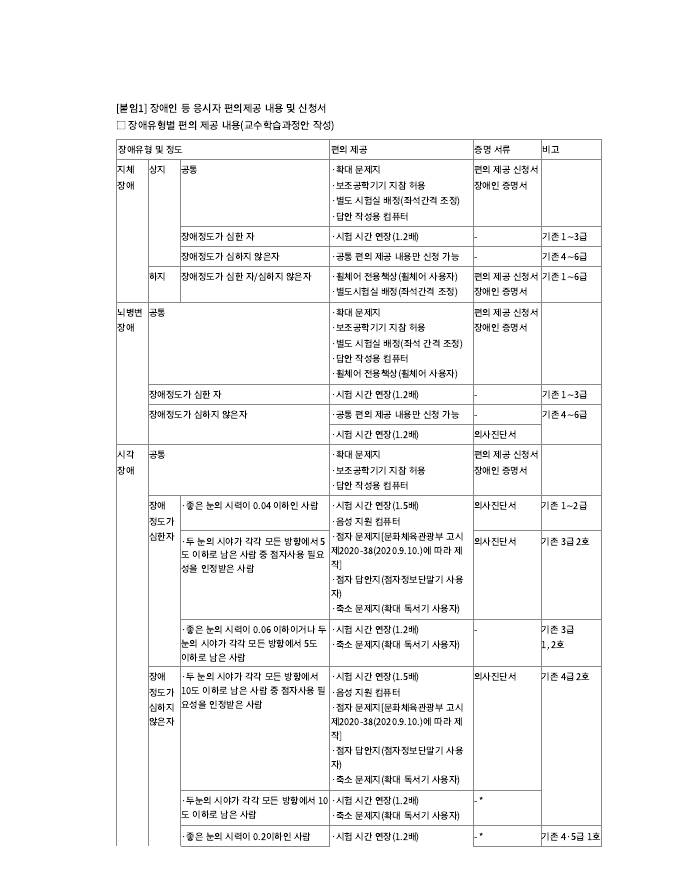 [붙임1] 장애인 등 응시자 편의제공 내용 및 신청서
□ 장애유형별 편의 제공 내용(교수학습과정안 작성)
장애유형 및 정도 편의 제공 증명 서류 비고
지체 장애 상지 공통
·확대 문제지
·보조공학기기 지참 허용
·별도 시험실 배정(좌석간격 조정)
·답안 작성용 컴퓨터
편의 제공 신청서
장애인 증명서
장애정도가 심한 자 ·시험 시간 연장(1.2배) - 기존 1~3급
장애정도가 심하지 않은자 ·공통 편의 제공 내용만 신청 가능 - 기존 4~6급
하지 장애정도가 심한 자/심하지 않은자
·휠체어 전용책상(휠체어 사용자)
·별도시험실 배정(좌석간격 조정)
편의 제공 신청서
장애인 증명서
기존 1~6급
뇌병변
장애
공통
·확대 문제지
·보조공학기기 지참 허용
·별도 시험실 배정(좌석 간격 조정)
·답안 작성용 컴퓨터
·휠체어 전용책상(휠체어 사용자)
편의 제공 신청서
장애인 증명서
장애정도가 심한 자 ·시험 시간 연장(1.2배) - 기존 1~3급
장애정도가 심하지 않은자 ·공통 편의 제공 내용만 신청 가능 - 기존 4~6급
·시험 시간 연장(1.2배) 의사진단서
시각
장애
공통
·확대 문제지
·보조공학기기 지참 허용
·답안 작성용 컴퓨터
편의 제공 신청서
장애인 증명서
장애
정도가
심한자
·좋은 눈의 시력이 0.04 이하인 사람
·두 눈의 시야가 각각 모든 방향에서 5
도 이하로 남은 사람 중 점자사용 필요
성을 인정받은 사람
·시험 시간 연장(1.5배)
·음성 지원 컴퓨터
·점자 문제지[문화체육관광부 고시
제2020-38(2020.9.10.)에 따라 제
작]
·점자 답안지(점자정보단말기 사용
자)
·축소 문제지(확대 독서기 사용자)
의사진단서 기존 1~2급
의사진단서 기존 3급 2호
·좋은 눈의 시력이 0.06 이하이거나 두
눈의 시야가 각각 모든 방향에서 5도
이하로 남은 사람
·시험 시간 연장(1.2배)
·축소 문제지(확대 독서기 사용자)
-
기존 3급
1, 2호
장애
정도가
심하지
않은자
·두 눈의 시야가 각각 모든 방향에서
10도 이하로 남은 사람 중 점자사용 필
요성을 인정받은 사람
·시험 시간 연장(1.5배)
·음성 지원 컴퓨터
·점자 문제지[문화체육관광부 고시
제2020-38(2020.9.10.)에 따라 제
작]
·점자 답안지(점자정보단말기 사용
자)
·축소 문제지(확대 독서기 사용자)
의사진단서 기존 4급 2호
·두눈의 시야가 각각 모든 방향에서 10
도 이하로 남은 사람
·시험 시간 연장(1.2배)
·축소 문제지(확대 독서기 사용자)
- *
·좋은 눈의 시력이 0.2이하인 사람 ·시험 시간 연장(1.2배) - * 기존 4·5급 1호